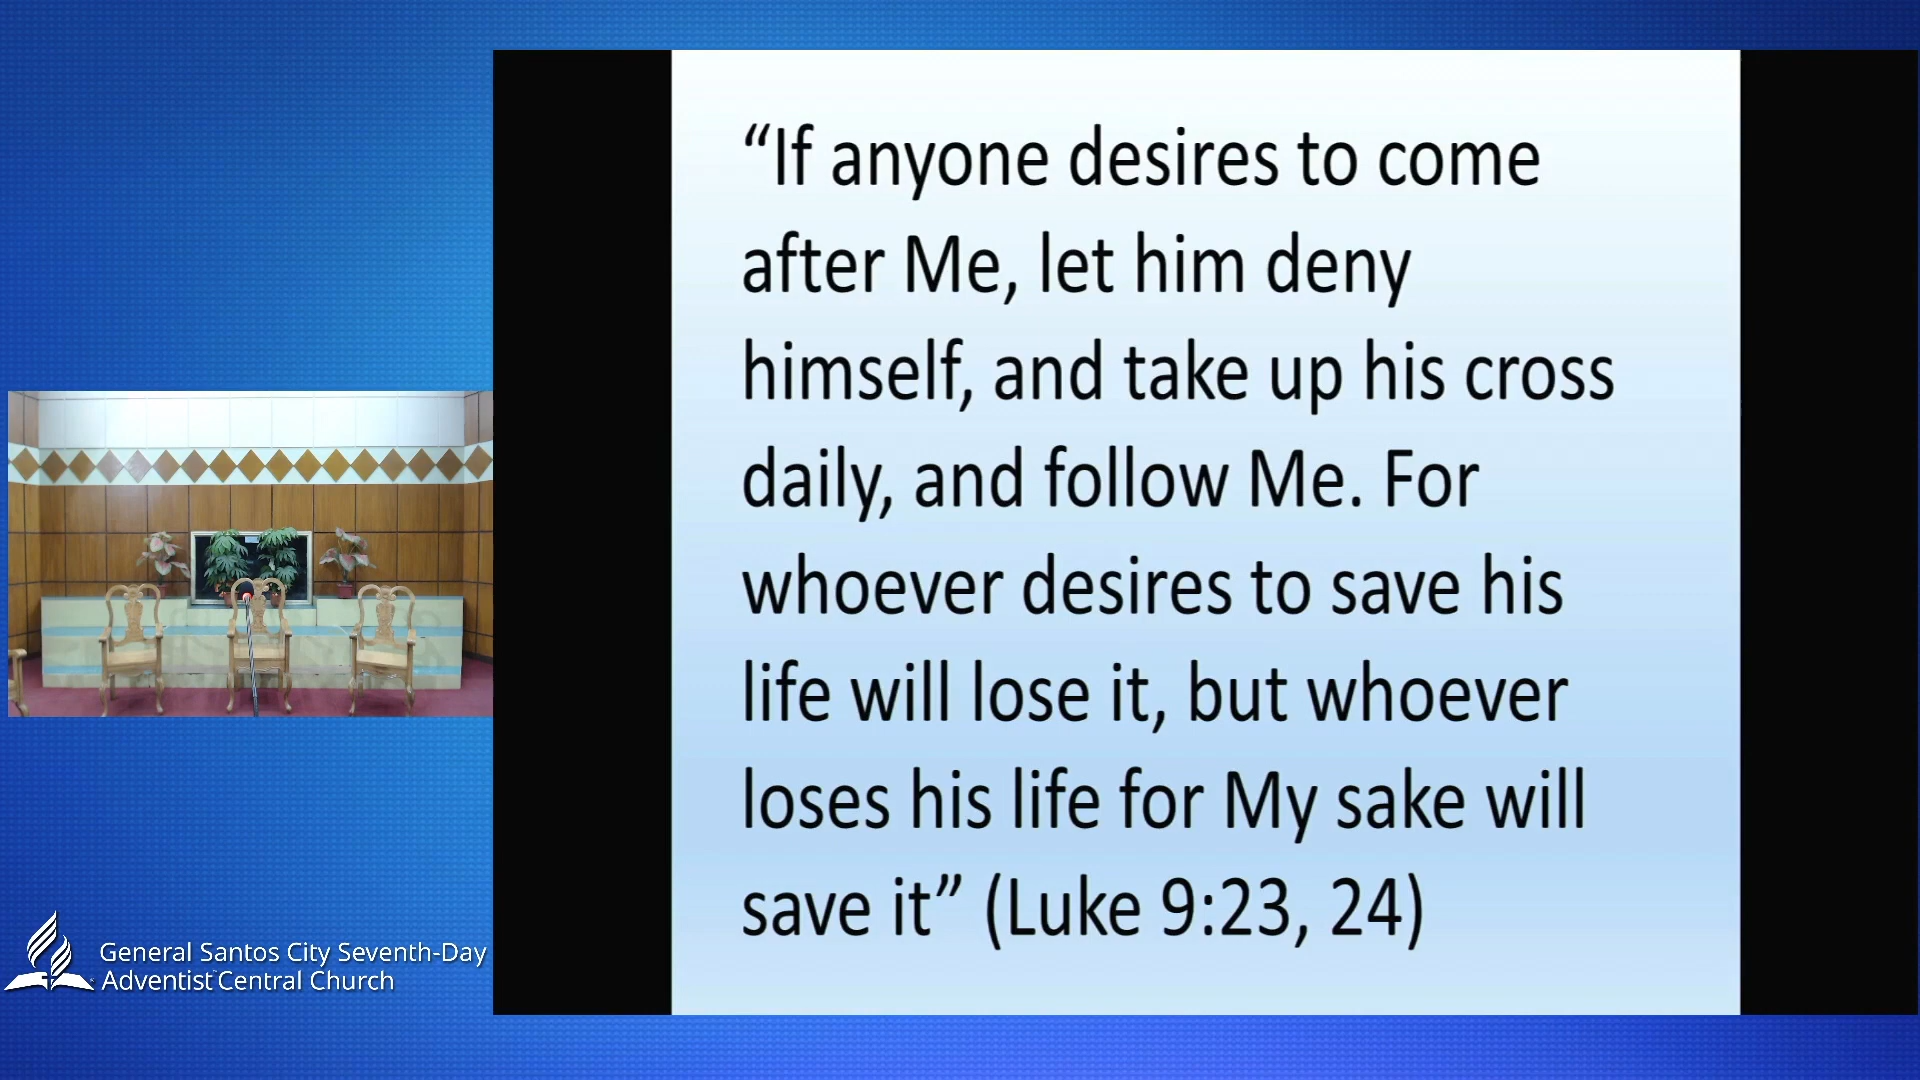 “If anyone desires to come
after Me, let him deny
himself, and take up his cross
daily, and follow Me. For
whoever desires to save his
life will lose it, but whoever
loses his life for My sake will
save it” (Luke 9:23, 24)
General Santos City Seventh-Day
Adventist Central Church